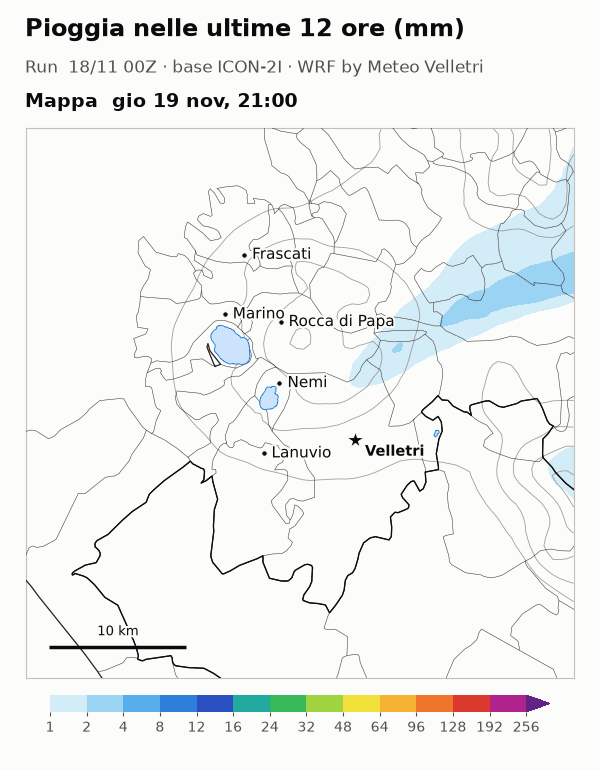 Pioggia nelle ultime 12 ore (mm)
Run  18/11 00Z · base ICON-2I · WRF by Meteo Velletri
Mappa  gio 19 nov, 21:00
Frascati
Marino
Rocca di Papa
Nemi
Velletri
Lanuvio
10 km
1 2 4 8 12 16 24 32 48 64 96 128 192 256